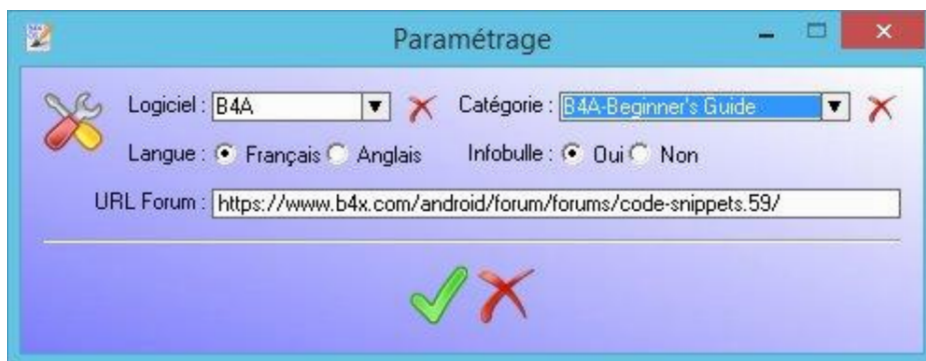 Paramétrage
Logiciel : B4A Catégorie : B4A-Beginner's Guide
Langue : Français Anglais Infobulle : Oui Non
URL Forum : https://www.b4x.com/android/forum/forums/code-snippets.59/